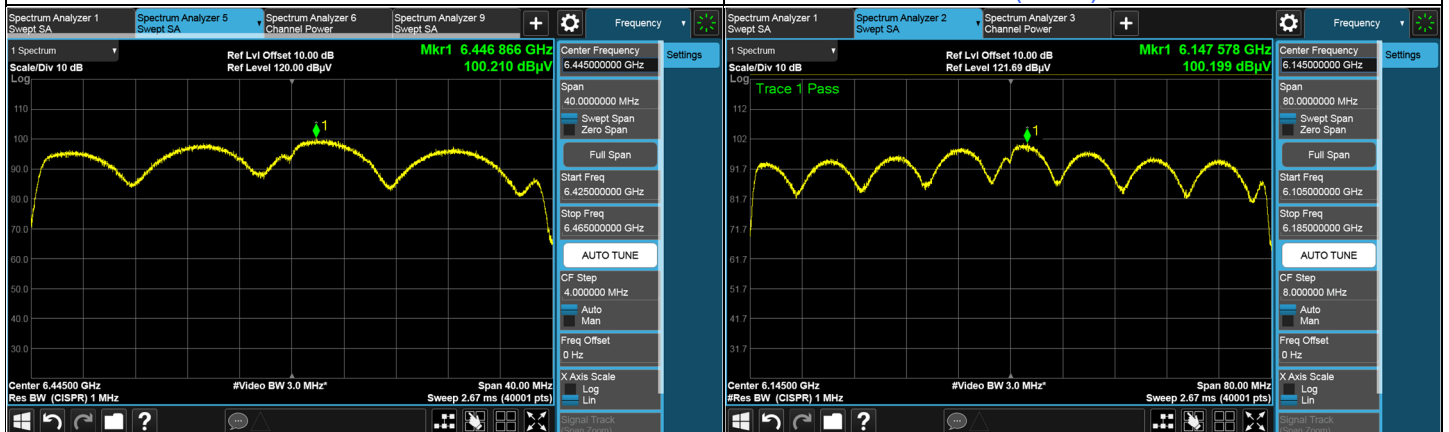 Spectrum Analyzer 1
Swept SA
Spectrum Analyzer 5
Swept SA
Spectrum Analyzer 6
Channel Power
Spectrum Analyzer 9
Swept SA
+
Frequency
1 Spectrum
Scale/Div 10 dB
Log
Ref Lvl Offset 10.00 dB
Ref Level 120.00 dBµV
Mkr1 6.446 866 GHz
100.210 dBµV
1
110
100
90.0
80.0
70.0
60.0
50.0
40.0
30.0
Center 6.44500 GHz
Res BW (CISPR) 1 MHz
#Video BW 3.0 MHz*
Span 40.00 MHz
Sweep 2.67 ms (40001 pts)
Center Frequency
6.445000000 GHz
Settings
Span
40.0000000 MHz
Swept Span
Zero Span
Full Span
Start Freq
6.425000000 GHz
Stop Freq
6.465000000 GHz
AUTO TUNE
CF Step
4.000000 MHz
Auto
Man
Freq Offset
0 Hz
X Axis Scale
Log
Lin
Signal Track
(Span Zoom)
?
Spectrum Analyzer 1
Swept SA
Spectrum Analyzer 2
Swept SA
Spectrum Analyzer 3
Channel Power
+
Frequency
1 Spectrum
Scale/Div 10 dB
Log
Ref Lvl Offset 10.00 dB
Ref Level 121.69 dBµV
Mkr1 6.147 578 GHz
100.199 dBµV
Trace 1 Pass
1
112
102
91.7
81.7
71.7
61.7
51.7
41.7
31.7
Center 6.14500 GHz
#Res BW (CISPR) 1 MHz
#Video BW 3.0 MHz*
Span 80.00 MHz
Sweep 2.67 ms (40001 pts)
Center Frequency
6.145000000 GHz
Settings
Span
80.0000000 MHz
Swept Span
Zero Span
Full Span
Start Freq
6.105000000 GHz
Stop Freq
6.185000000 GHz
AUTO TUNE
CF Step
8.000000 MHz
Auto
Man
Freq Offset
0 Hz
X Axis Scale
Log
Lin
Signal Track
(Span Zoom)
?